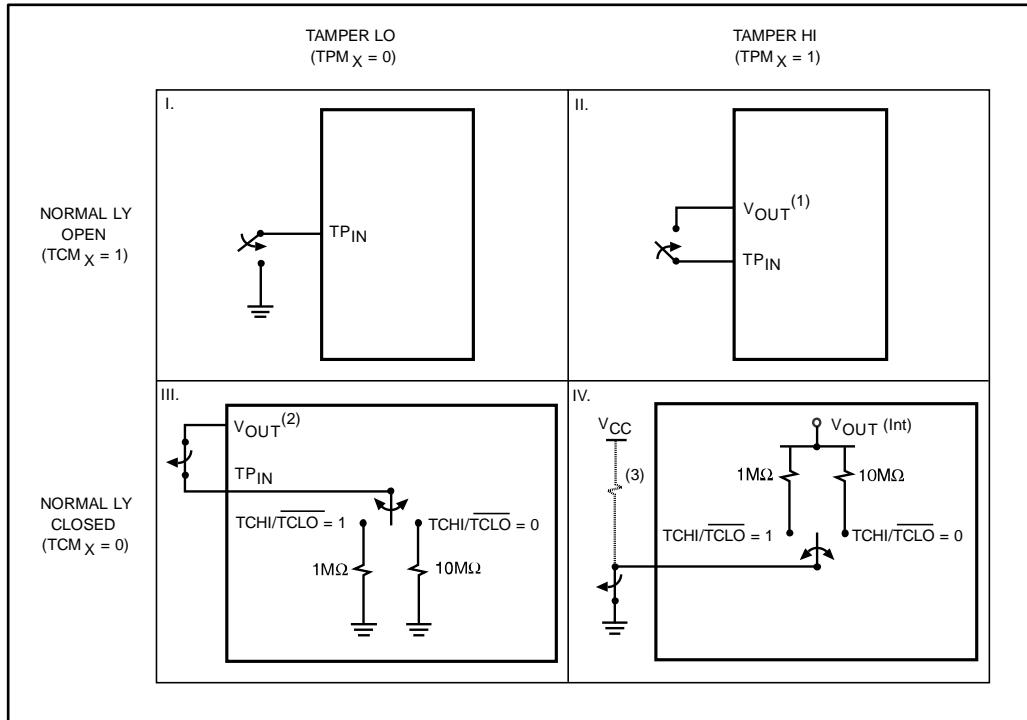 TAMPER LO
(TPM X = 0)
TAMPER HI
(TPM X = 1)
NORMAL LY
OPEN
(TCM X = 1)
I.
TPIN
II.
VOUT(1)
TPIN
NORMAL LY
CLOSED
(TCM X = 0)
III.
VOUT(2)
TPIN
TCHI/TCLO = 1
TCHI/TCLO = 0
1MΩ
10MΩ
IV.
VCC
(3)
VOUT (Int)
1MΩ
10MΩ
TCHI/TCLO = 1
TCHI/TCLO = 0